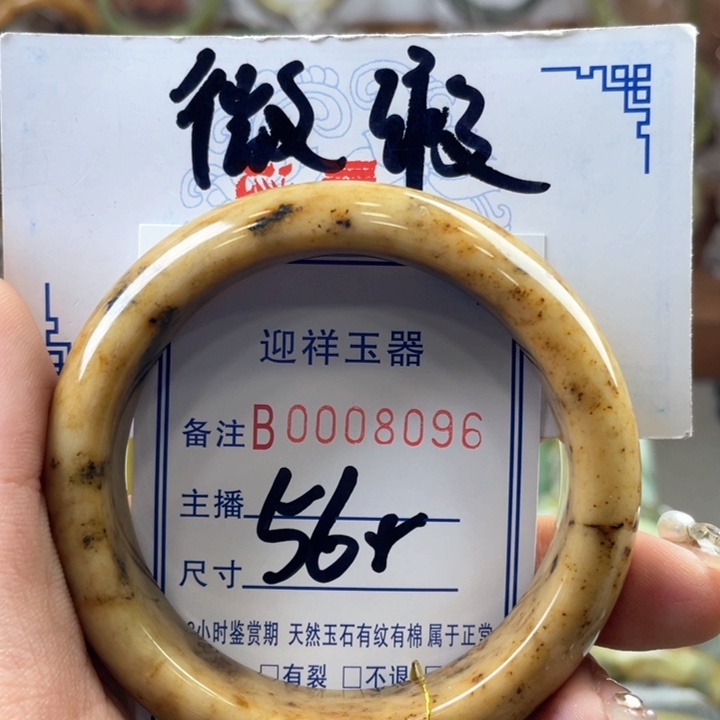 微瑕
迎祥玉器
备注B0008096
主播
56+
尺寸
小时鉴赏期 天然玉石有纹有棉 属于正常
□有裂 □不退